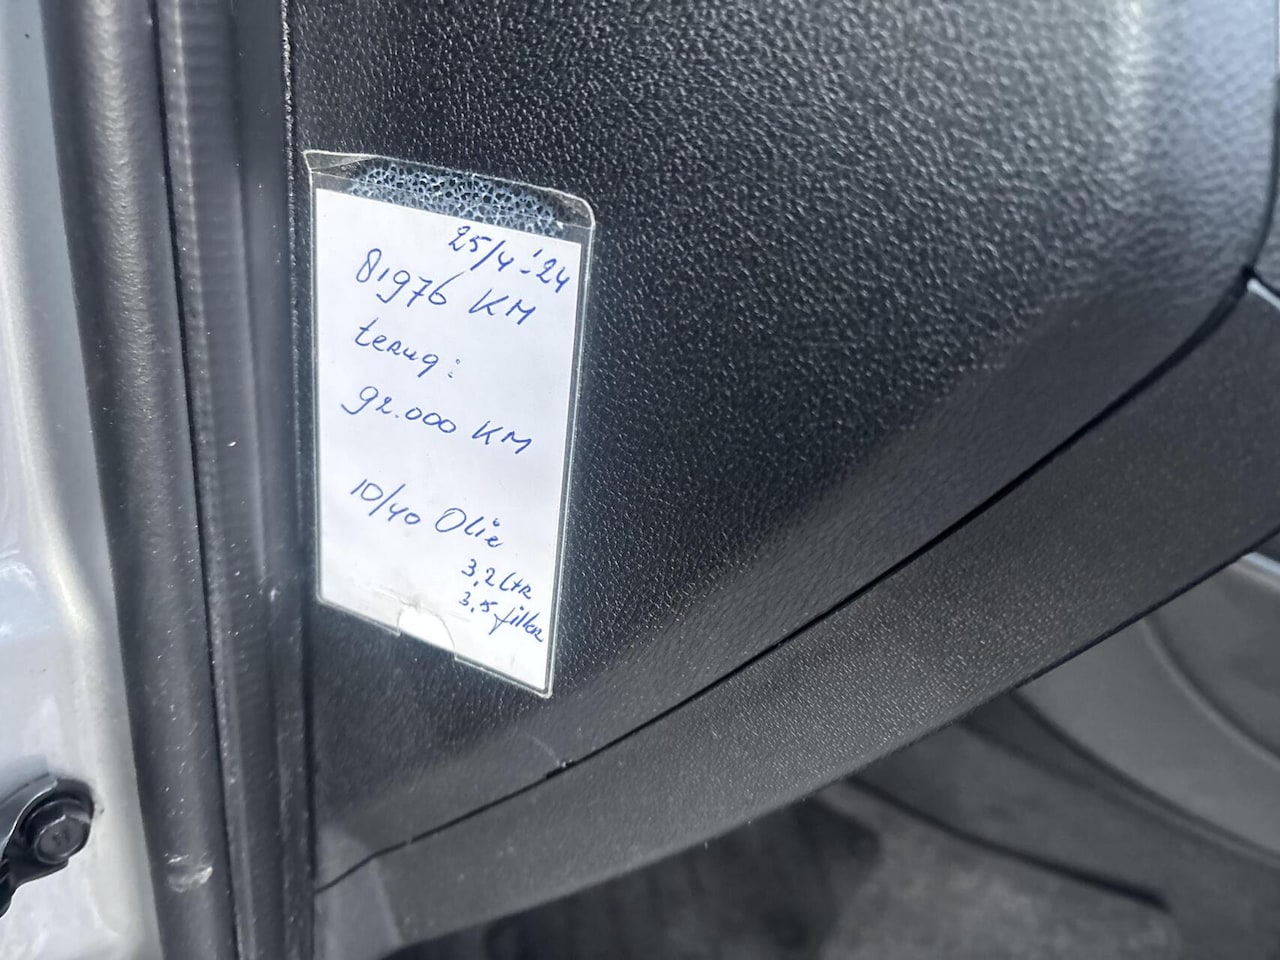 25/4-'24
81976 KM
terug:
92.000 KM
10/40 Olie
3,2 Ltr
3,5 filter